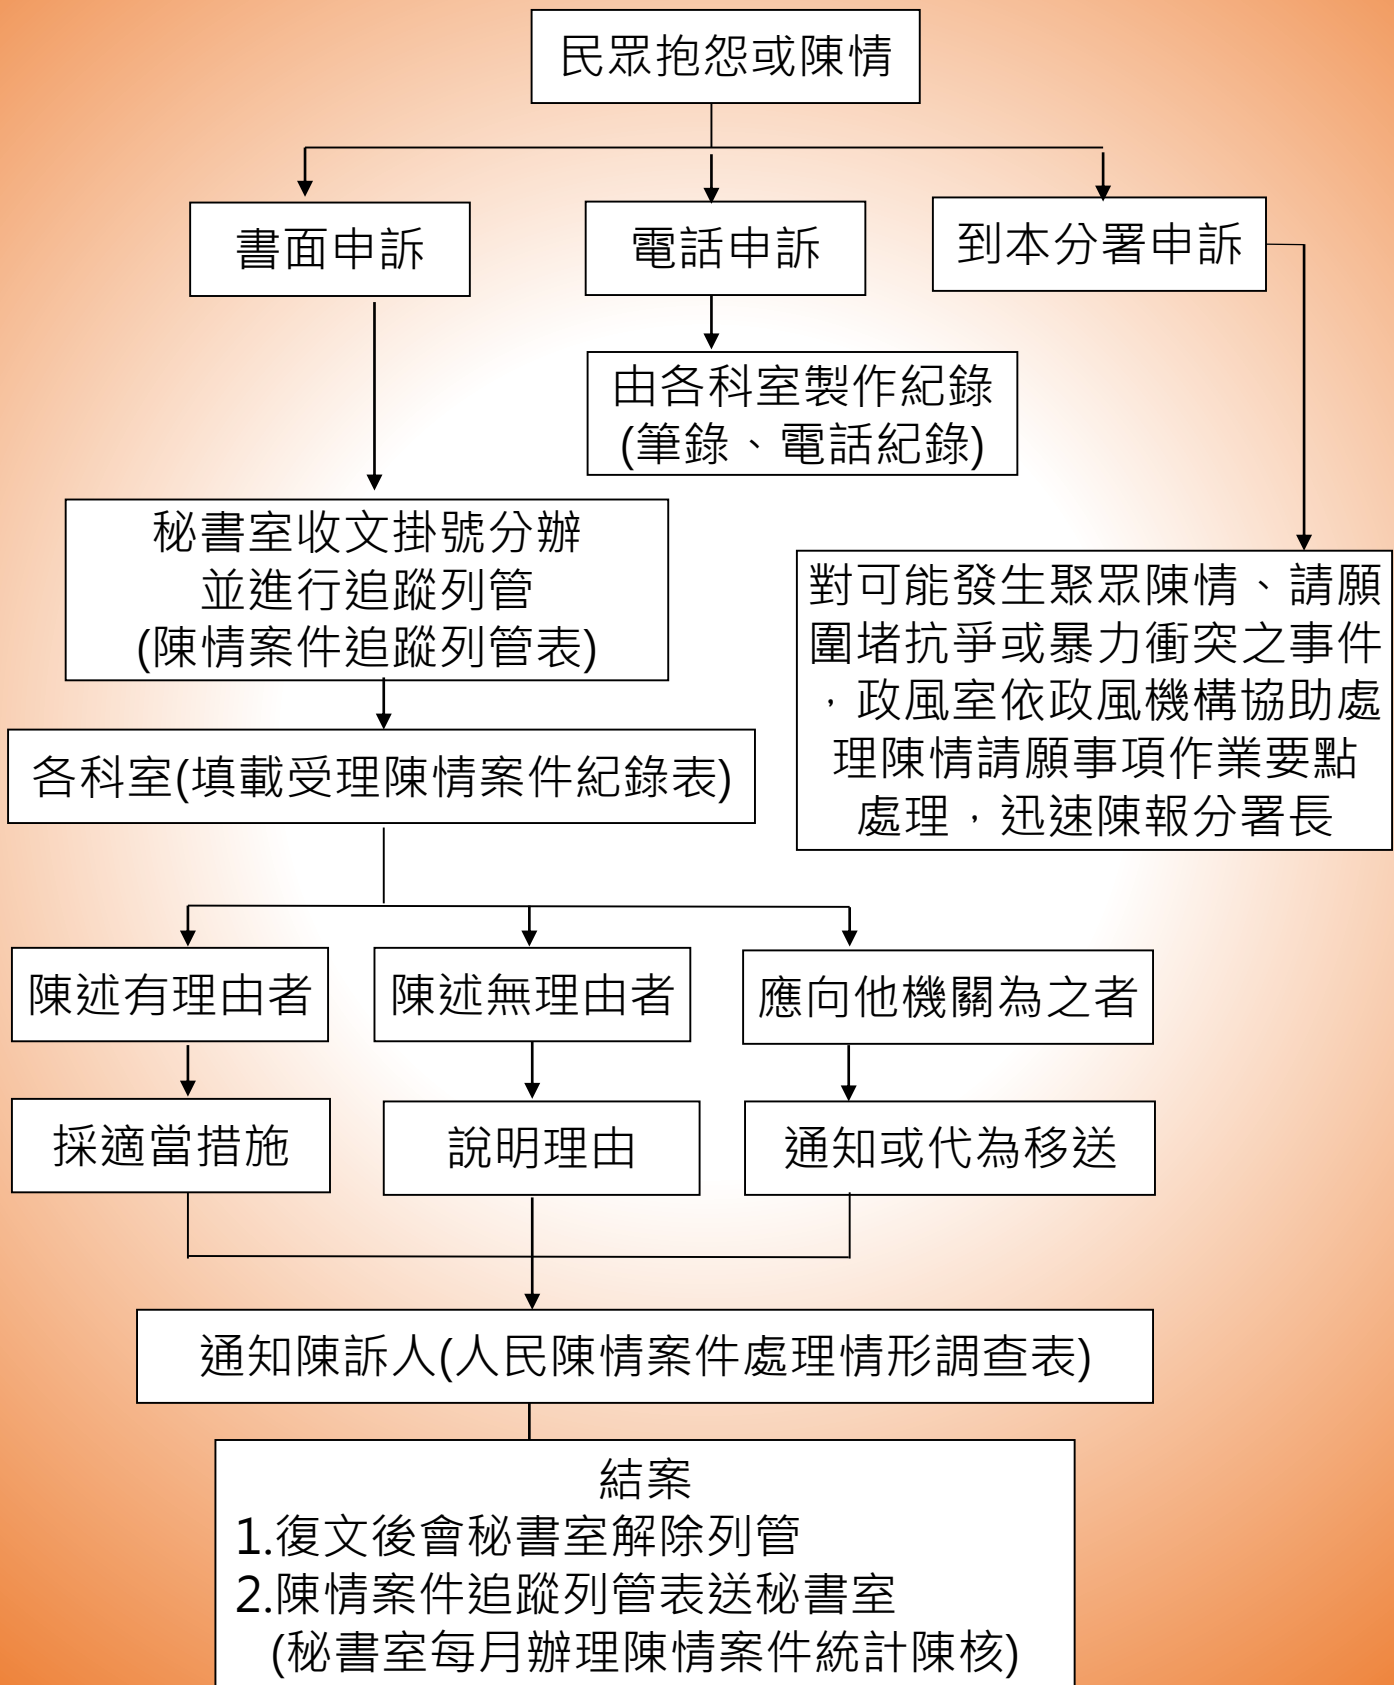 民眾抱怨或陳情
書面申訴
電話申訴
到本分署申訴
由各科室製作紀錄
(筆錄、電話紀錄)
秘書室收文掛號分辦
並進行追蹤列管
(陳情案件追蹤列管表)
對可能發生聚眾陳情、請願
圍堵抗爭或暴力衝突之事件
，政風室依政風機構協助處
理陳情請願事項作業要點
處理，迅速陳報分署長
各科室(填載受理陳情案件紀錄表)
陳述有理由者
陳述無理由者
應向他機關為之者
採適當措施
說明理由
通知或代為移送
通知陳訴人(人民陳情案件處理情形調查表)
結案
1.復文後會秘書室解除列管
2.陳情案件追蹤列管表送秘書室
(秘書室每月辦理陳情案件統計陳核)